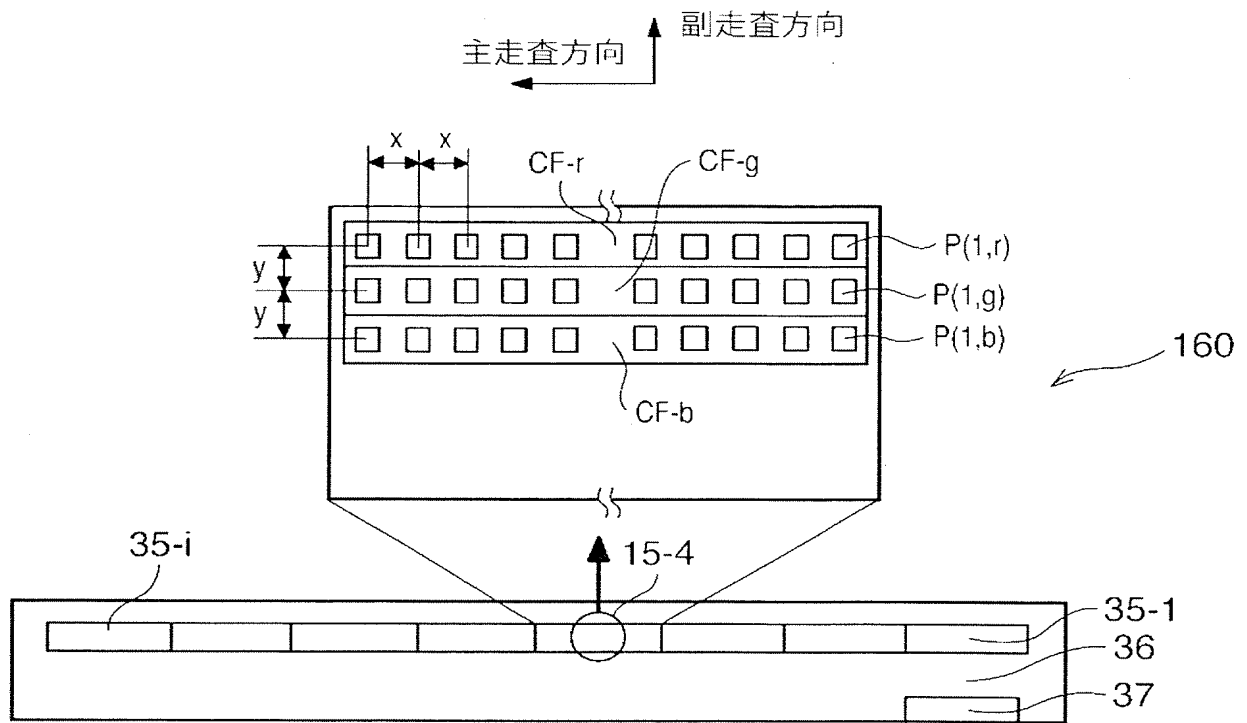 副走査方向
主走査方向
x x
CF-r CF-g
P(1,r)
y
P(1,g)
y
P(1,b)
160
CF-b
35-i
15-4
35-1
36
37